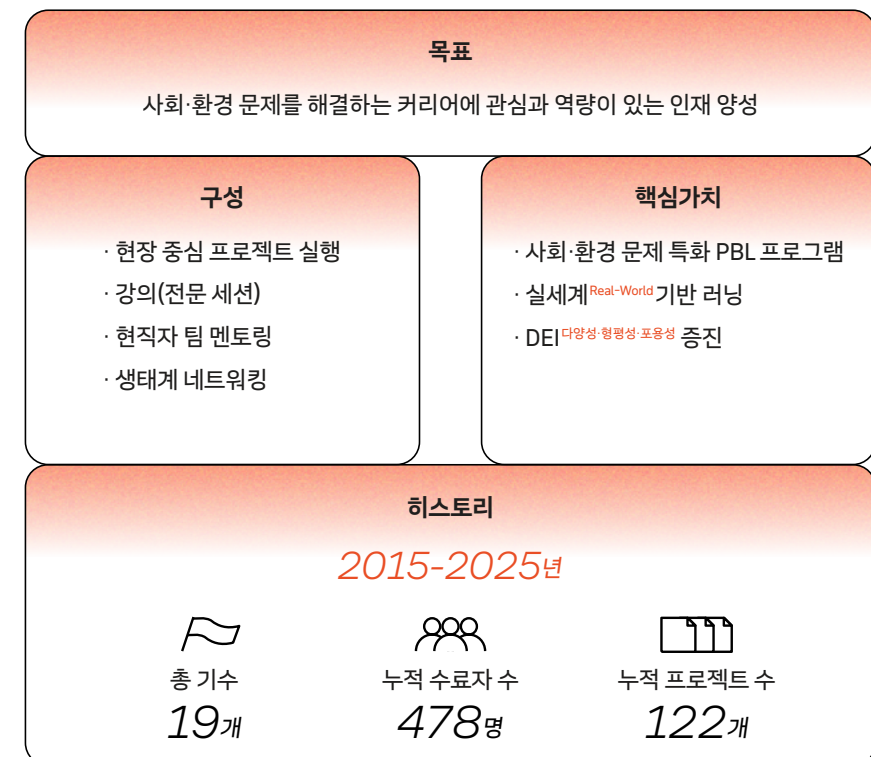 목표
사회·환경 문제를 해결하는 커리어에 관심과 역량이 있는 인재 양성
구성
· 현장 중심 프로젝트 실행
· 강의(전문 세션)
· 현직자 팀 멘토링
· 생태계 네트워킹
핵심가치
· 사회·환경 문제 특화 PBL 프로그램
· 실세계Real-World 기반 러닝
· DEI다양성·형평성·포용성 증진
히스토리
2015-2025년
총 기수
19개
누적 수료자 수
478명
누적 프로젝트 수
122개